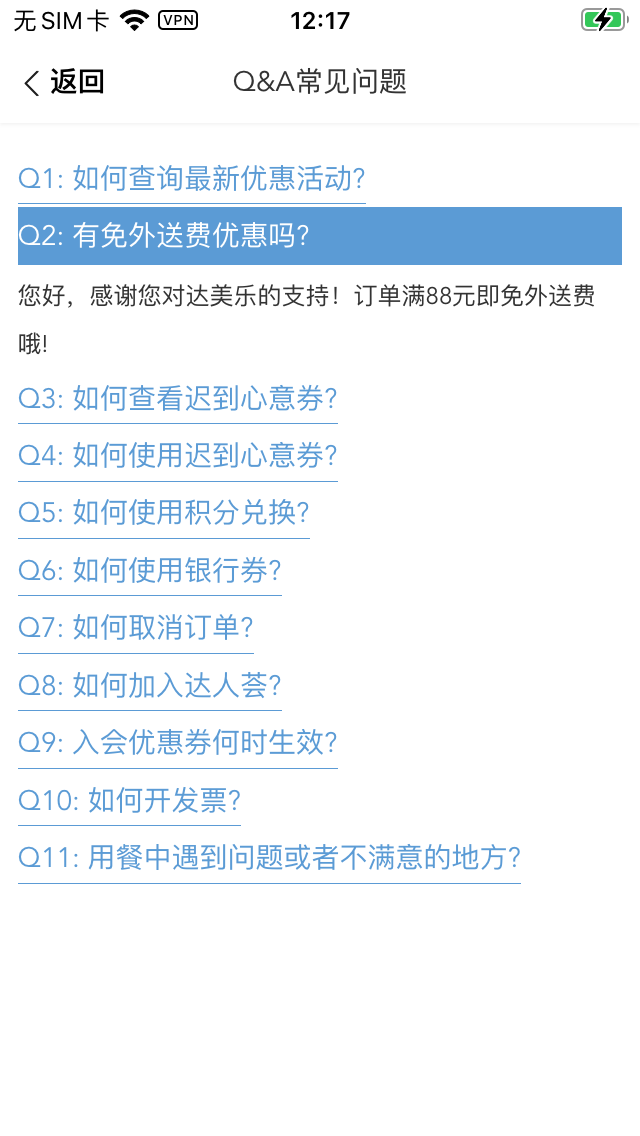 无SIM卡 VPN 12:17
返回 Q&A常见问题
Q1: 如何查询最新优惠活动?
Q2: 有免外送费优惠吗?
您好，感谢您对达美乐的支持！订单满88元即免外送费
哦!
Q3: 如何查看迟到心意券?
Q4: 如何使用迟到心意券?
Q5: 如何使用积分兑换?
Q6: 如何使用银行券?
Q7: 如何取消订单?
Q8: 如何加入达人荟?
Q9: 入会优惠券何时生效?
Q10: 如何开发票?
Q11: 用餐中遇到问题或者不满意的地方?